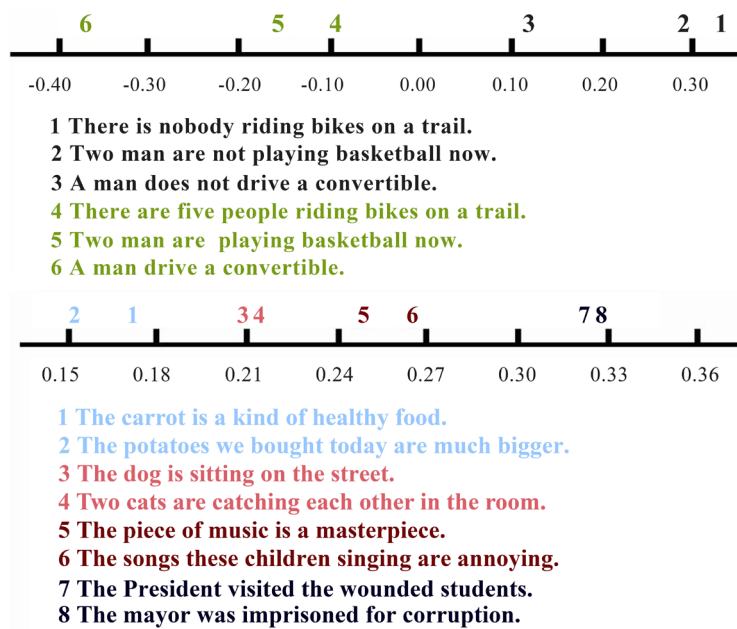 6 5 4 3 2 1
-0.40 -0.30 -0.20 -0.10 0.00 0.10 0.20 0.30
1 There is nobody riding bikes on a trail.
2 Two man are not playing basketball now.
3 A man does not drive a convertible.
4 There are five people riding bikes on a trail.
5 Two man are  playing basketball now.
6 A man drive a convertible.
2 1 3 4 5 6 7 8
0.15 0.18 0.21 0.24 0.27 0.30 0.33 0.36
1 The carrot is a kind of healthy food.
2 The potatoes we bought today are much bigger.
3 The dog is sitting on the street.
4 Two cats are catching each other in the room.
5 The piece of music is a masterpiece.
6 The songs these children singing are annoying.
7 The President visited the wounded students.
8 The mayor was imprisoned for corruption.